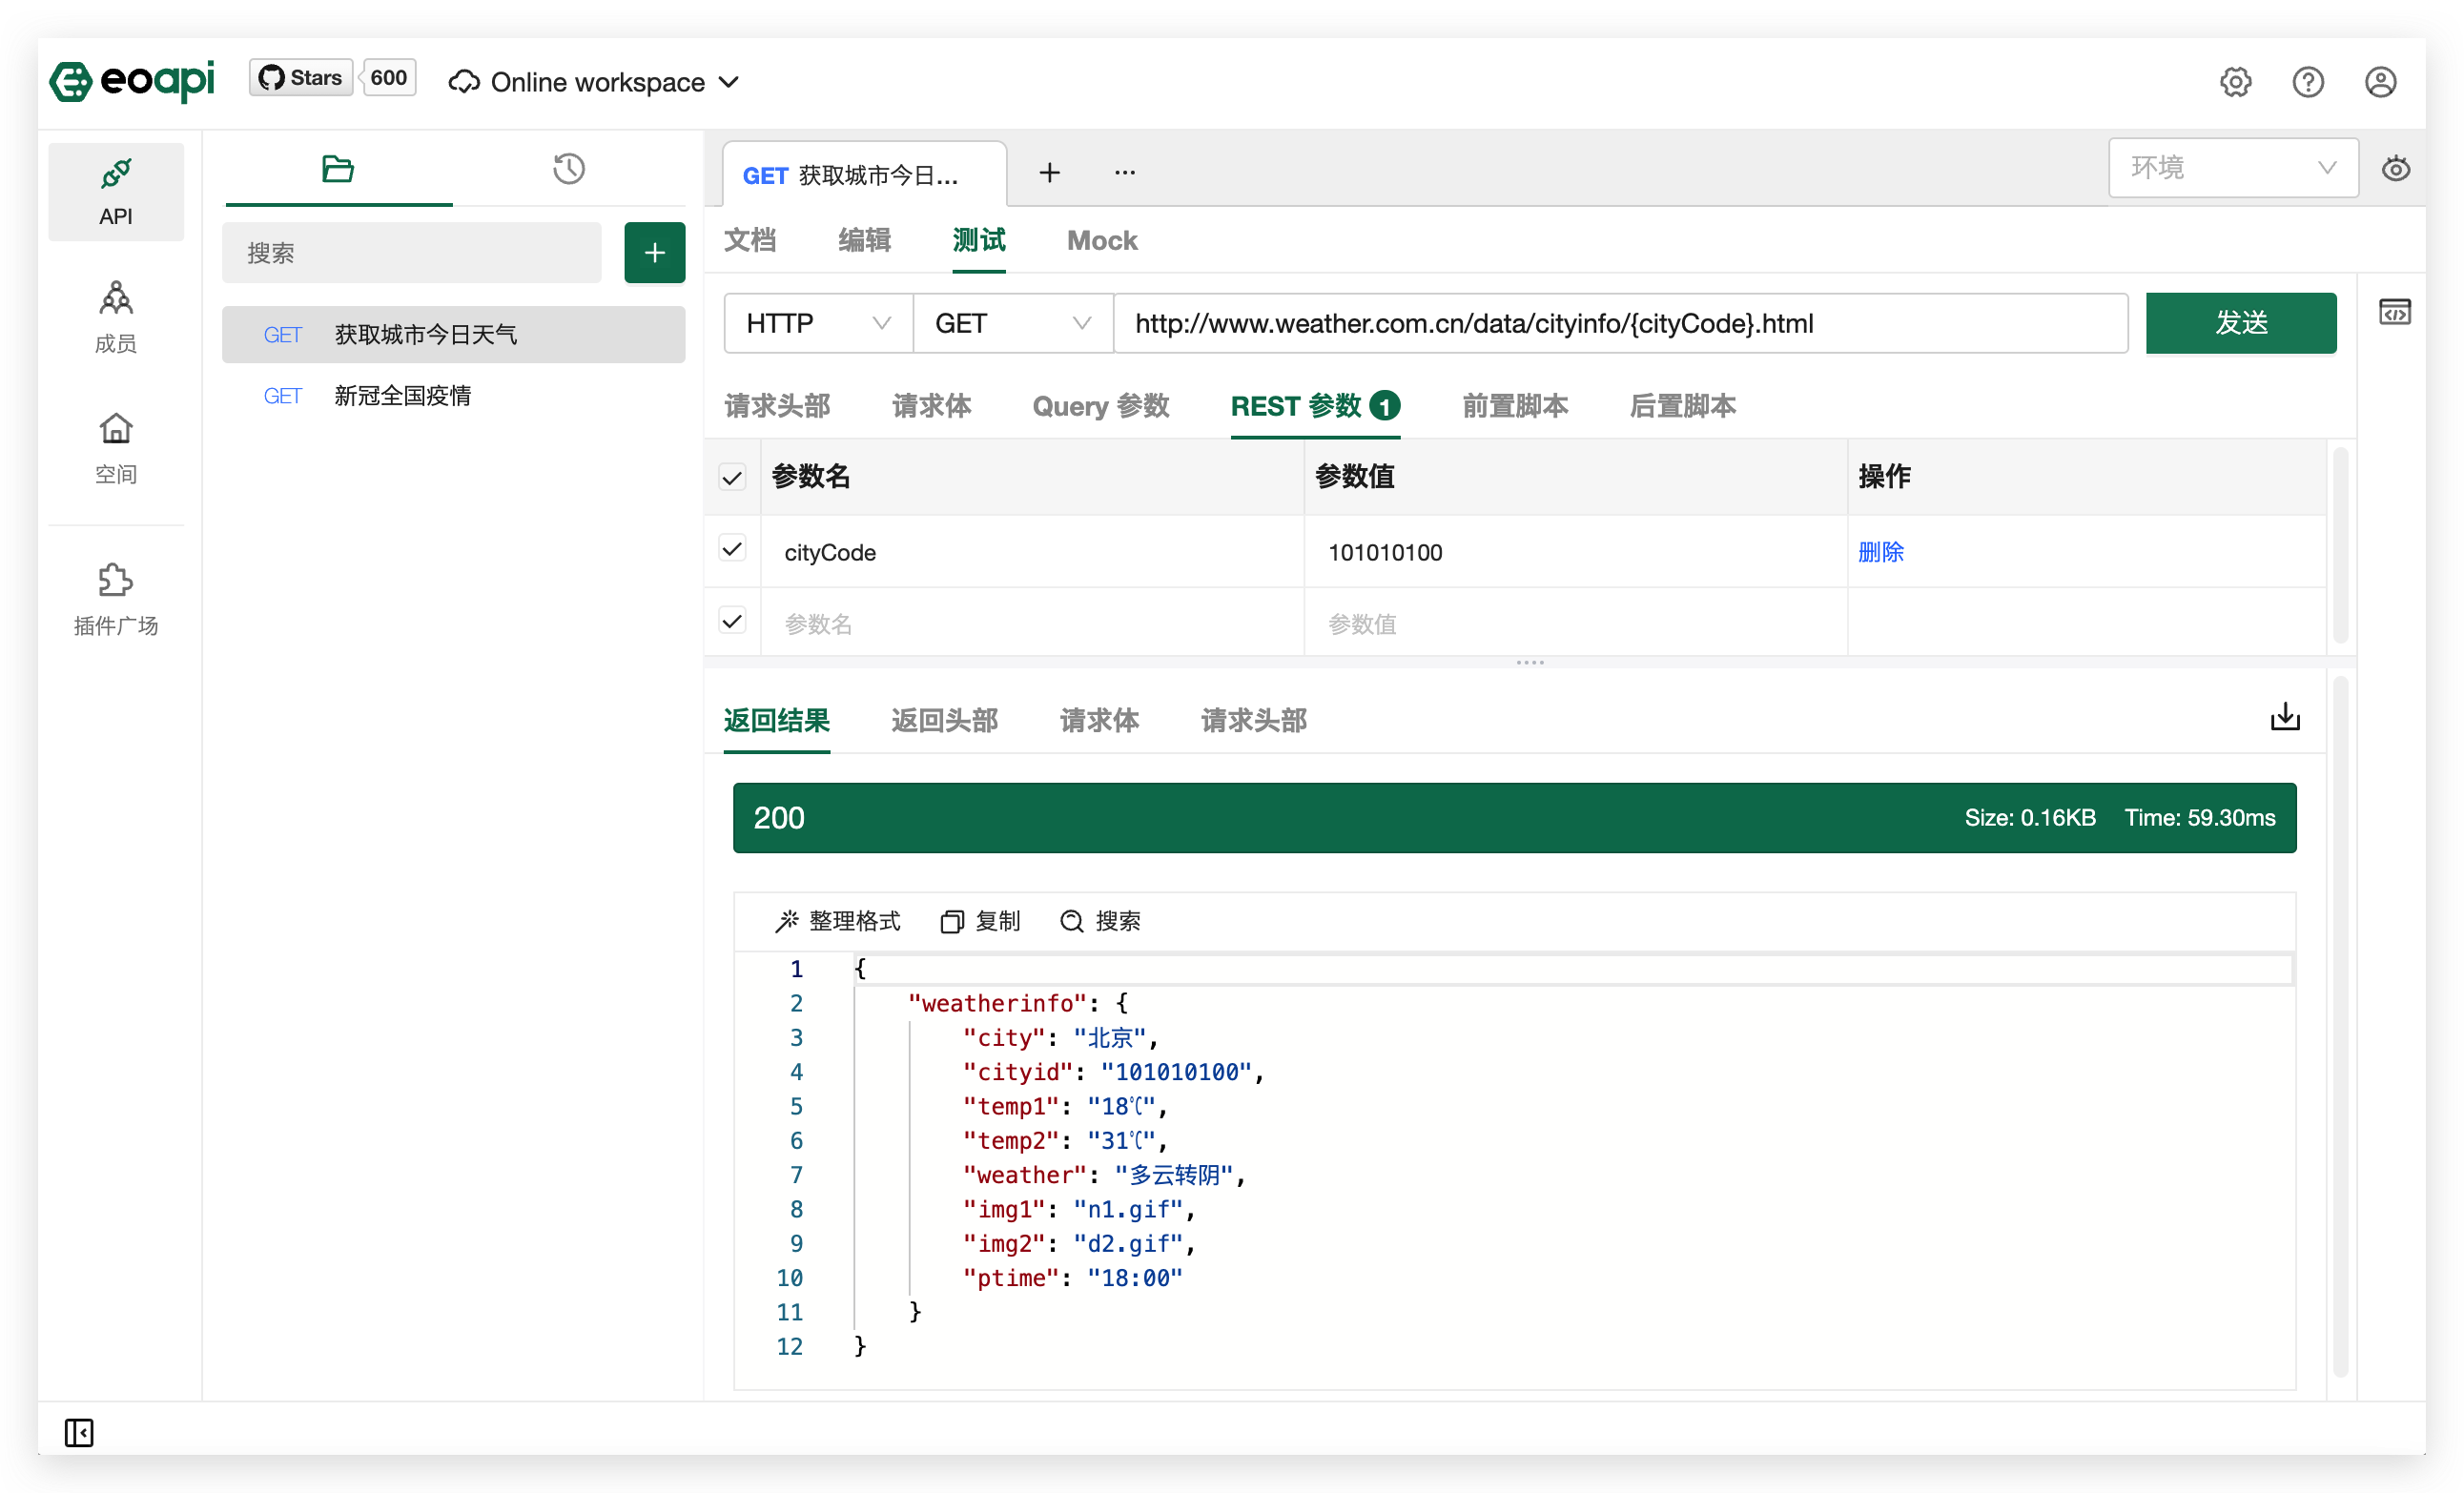 eoapi Stars 600 Online workspace
API
成员
空间
插件广场
搜索
GET 获取城市今日天气
GET 新冠全国疫情
GET 获取城市今日... 环境
文档 编辑 测试 Mock
HTTP GET http://www.weather.com.cn/data/cityinfo/{cityCode}.html 发送
请求头部 请求体 Query 参数 REST 参数 1 前置脚本 后置脚本
参数名 参数值 操作
cityCode 101010100 删除
参数名 参数值
返回结果 返回头部 请求体 请求头部
200 Size: 0.16KB Time: 59.30ms
整理格式 复制 搜索
1 {
2 "weatherinfo": {
3 "city": "北京",
4 "cityid": "101010100",
5 "temp1": "18℃",
6 "temp2": "31℃",
7 "weather": "多云转阴",
8 "img1": "n1.gif",
9 "img2": "d2.gif",
10 "ptime": "18:00"
11 }
12 }